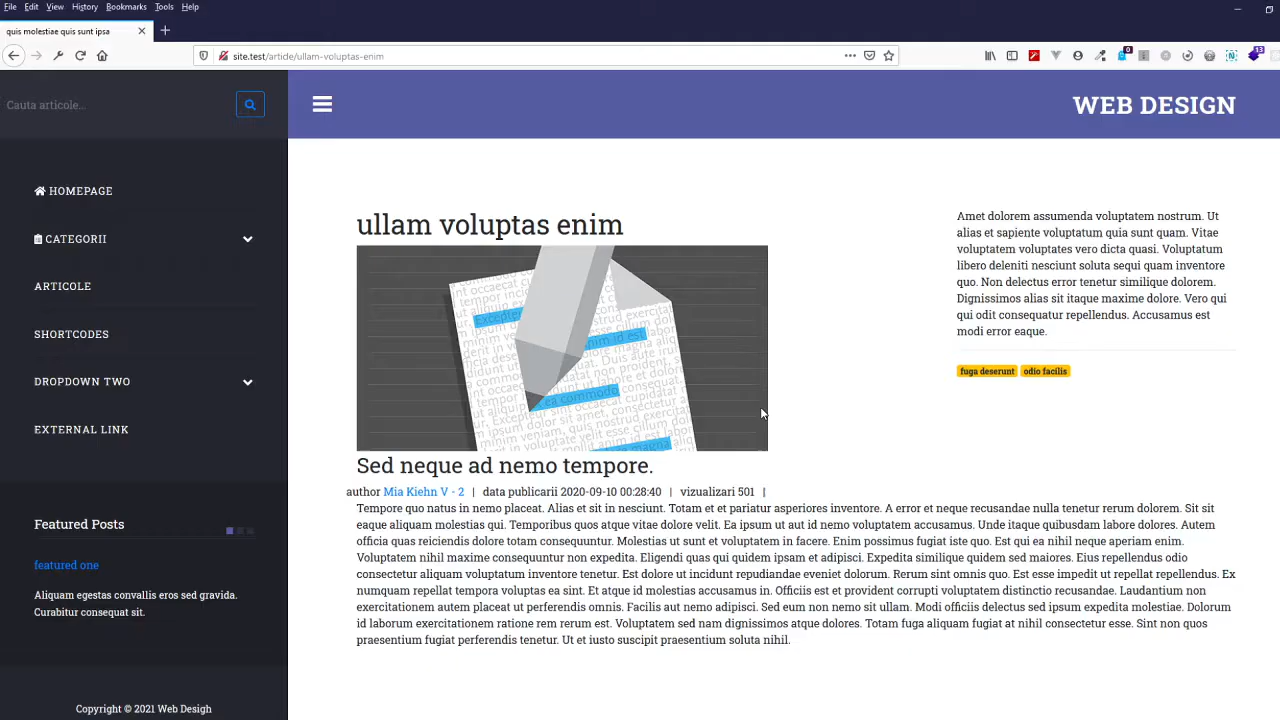 File Edit View History Bookmarks Tools Help
quis molestiae quis sunt ipsa
site.test/article/ullam-voluptas-enim
0
13
Cauta articole...
WEB DESIGN
HOMEPAGE
CATEGORII
ARTICOLE
SHORTCODES
DROPDOWN TWO
EXTERNAL LINK
Featured Posts
featured one
Aliquam egestas convallis eros sed gravida.
Curabitur consequat sit.
Copyright © 2021 Web Desigh
ullam voluptas enim
Sed neque ad nemo tempore.
author Mia Kiehn V - 2 | data publicarii 2020-09-10 00:28:40 | vizualizari 501 |
Tempore quo natus in nemo placeat. Alias et sit in nesciunt. Totam et et pariatur asperiores inventore. A error et neque recusandae nulla tenetur rerum dolorem. Sit sit
eaque aliquam molestias qui. Temporibus quos atque vitae dolore velit. Ea ipsum ut aut id nemo voluptatem accusamus. Unde itaque quibusdam labore dolores. Autem
officia quas reiciendis dolore totam consequuntur. Molestias ut sunt et voluptatem in facere. Enim possimus fugiat iste quo. Est qui ea nihil neque aperiam enim.
Voluptatem nihil maxime consequuntur non expedita. Eligendi quas qui quidem ipsam et adipisci. Expedita similique quidem sed maiores. Eius repellendus odio
consectetur aliquam voluptatum inventore tenetur. Est dolore ut incidunt repudiandae eveniet dolorum. Rerum sint omnis quo. Est esse impedit ut repellat repellendus. Ex
numquam repellat tempora voluptas ea sint. Et atque id molestias accusamus in. Officiis est et provident corrupti voluptatem distinctio recusandae. Laudantium non
exercitationem autem placeat ut perferendis omnis. Facilis aut nemo adipisci. Sed eum non nemo sit ullam. Modi officiis delectus sed ipsum expedita molestiae. Dolorum
id laborum exercitationem ratione rem rerum est. Voluptatem sed nam dignissimos atque dolores. Totam fuga aliquam fugiat at nihil consectetur esse. Sint non quos
praesentium fugiat perferendis tenetur. Ut et iusto suscipit praesentium soluta nihil.
Amet dolorem assumenda voluptatem nostrum. Ut
alias et sapiente voluptatum quia sunt quam. Vitae
voluptatem voluptates vero dicta quasi. Voluptatum
libero deleniti nesciunt soluta sequi quam inventore
quo. Non delectus error tenetur similique dolorem.
Dignissimos alias sit itaque maxime dolore. Vero qui
qui odit consequatur repellendus. Accusamus est
modi error eaque.
fuga deserunt odio facilis